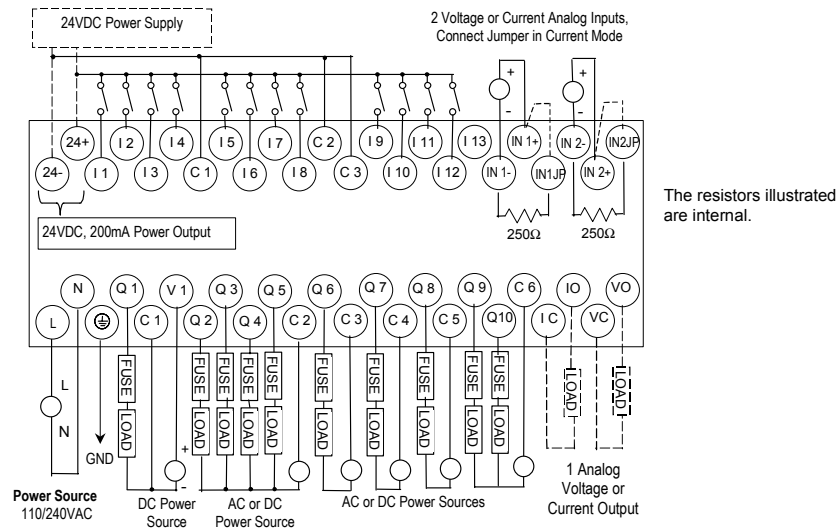 24VDC Power Supply
2 Voltage or Current Analog Inputs,
Connect Jumper in Current Mode
+
-
+
-
24+
I 2
I 4
I 5
I 7
C 2
I 9
I 11
I 13
IN 1+
IN 2-
IN2JP
24-
I 1
I 3
C 1
I 6
I 8
C 3
I 10
I 12
IN 1-
IN1JP
IN 2+
250Ω
250Ω
The resistors illustrated
are internal.
24VDC, 200mA Power Output
N
Q 1
V 1
Q 3
Q 5
Q 6
Q 7
Q 8
Q 9
C 6
IO
VO
L
C 1
Q 2
Q 4
C 2
C 3
C 4
C 5
Q10
I C
VC
L
N
GND
FUSE
FUSE
FUSE
FUSE
FUSE
FUSE
FUSE
FUSE
FUSE
FUSE
LOAD
LOAD
LOAD
LOAD
LOAD
LOAD
LOAD
LOAD
LOAD
LOAD
LOAD
LOAD
+
-
Power Source
110/240VAC
DC Power
Source
AC or DC
Power Source
AC or DC Power Sources
1 Analog
Voltage or
Current Output